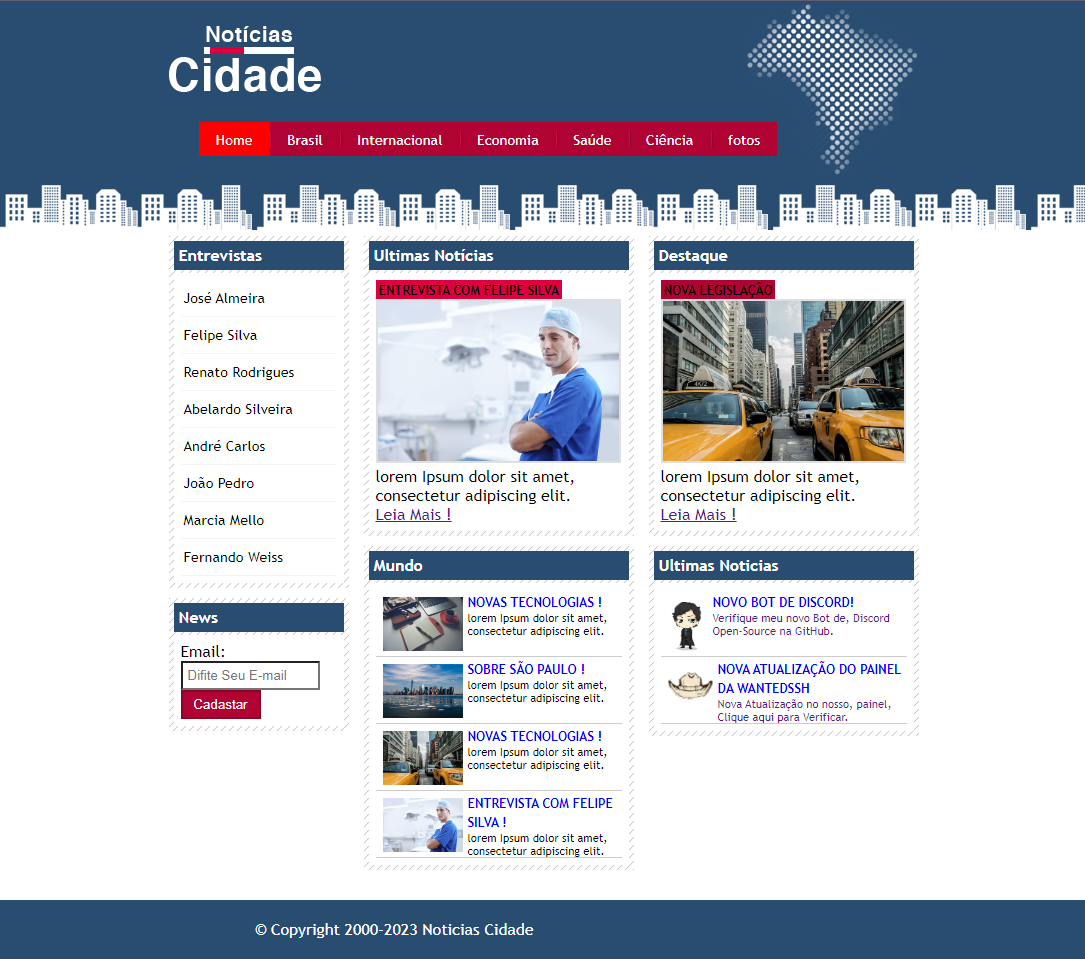 Notícias
Cidade
Home
Brasil
Internacional
Economia
Saúde
Ciência
fotos
Entrevistas
José Almeira
Felipe Silva
Renato Rodrigues
Abelardo Silveira
André Carlos
João Pedro
Marcia Mello
Fernando Weiss
News
Email:
Difite Seu E-mail
Cadastar
Ultimas Notícias
ENTREVISTA COM FELIPE SILVA
lorem Ipsum dolor sit amet,
consectetur adipiscing elit.
Leia Mais !
Destaque
NOVA LEGISLAÇÃO
lorem Ipsum dolor sit amet,
consectetur adipiscing elit.
Leia Mais !
Mundo
NOVAS TECNOLOGIAS !
lorem Ipsum dolor sit amet,
consectetur adipiscing elit.
SOBRE SÃO PAULO !
lorem Ipsum dolor sit amet,
consectetur adipiscing elit.
NOVAS TECNOLOGIAS !
lorem Ipsum dolor sit amet,
consectetur adipiscing elit.
ENTREVISTA COM FELIPE
SILVA !
lorem Ipsum dolor sit amet,
consectetur adipiscing elit.
Ultimas Noticias
NOVO BOT DE DISCORD!
Verifique meu novo Bot de, Discord
Open-Source na GitHub.
NOVA ATUALIZAÇÃO DO PAINEL
DA WANTEDSSH
Nova Atualização no nosso, painel,
Clique aqui para Verificar.
© Copyright 2000-2023 Noticias Cidade